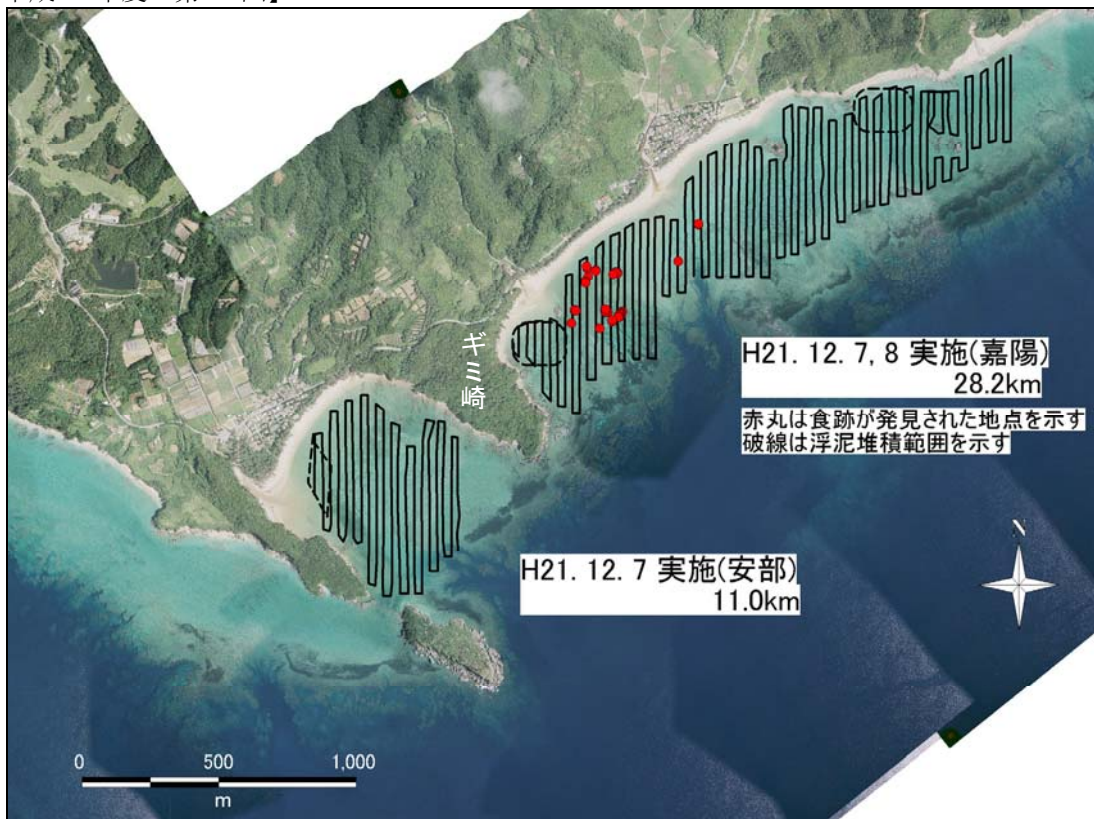 ギミ崎
H21. 12. 7, 8 実施(嘉陽)
28.2km
赤丸は食跡が発見された地点を示す
破線は浮泥堆積範囲を示す
H21. 12. 7 実施(安部)
11.0km
N
0 500 1,000
m